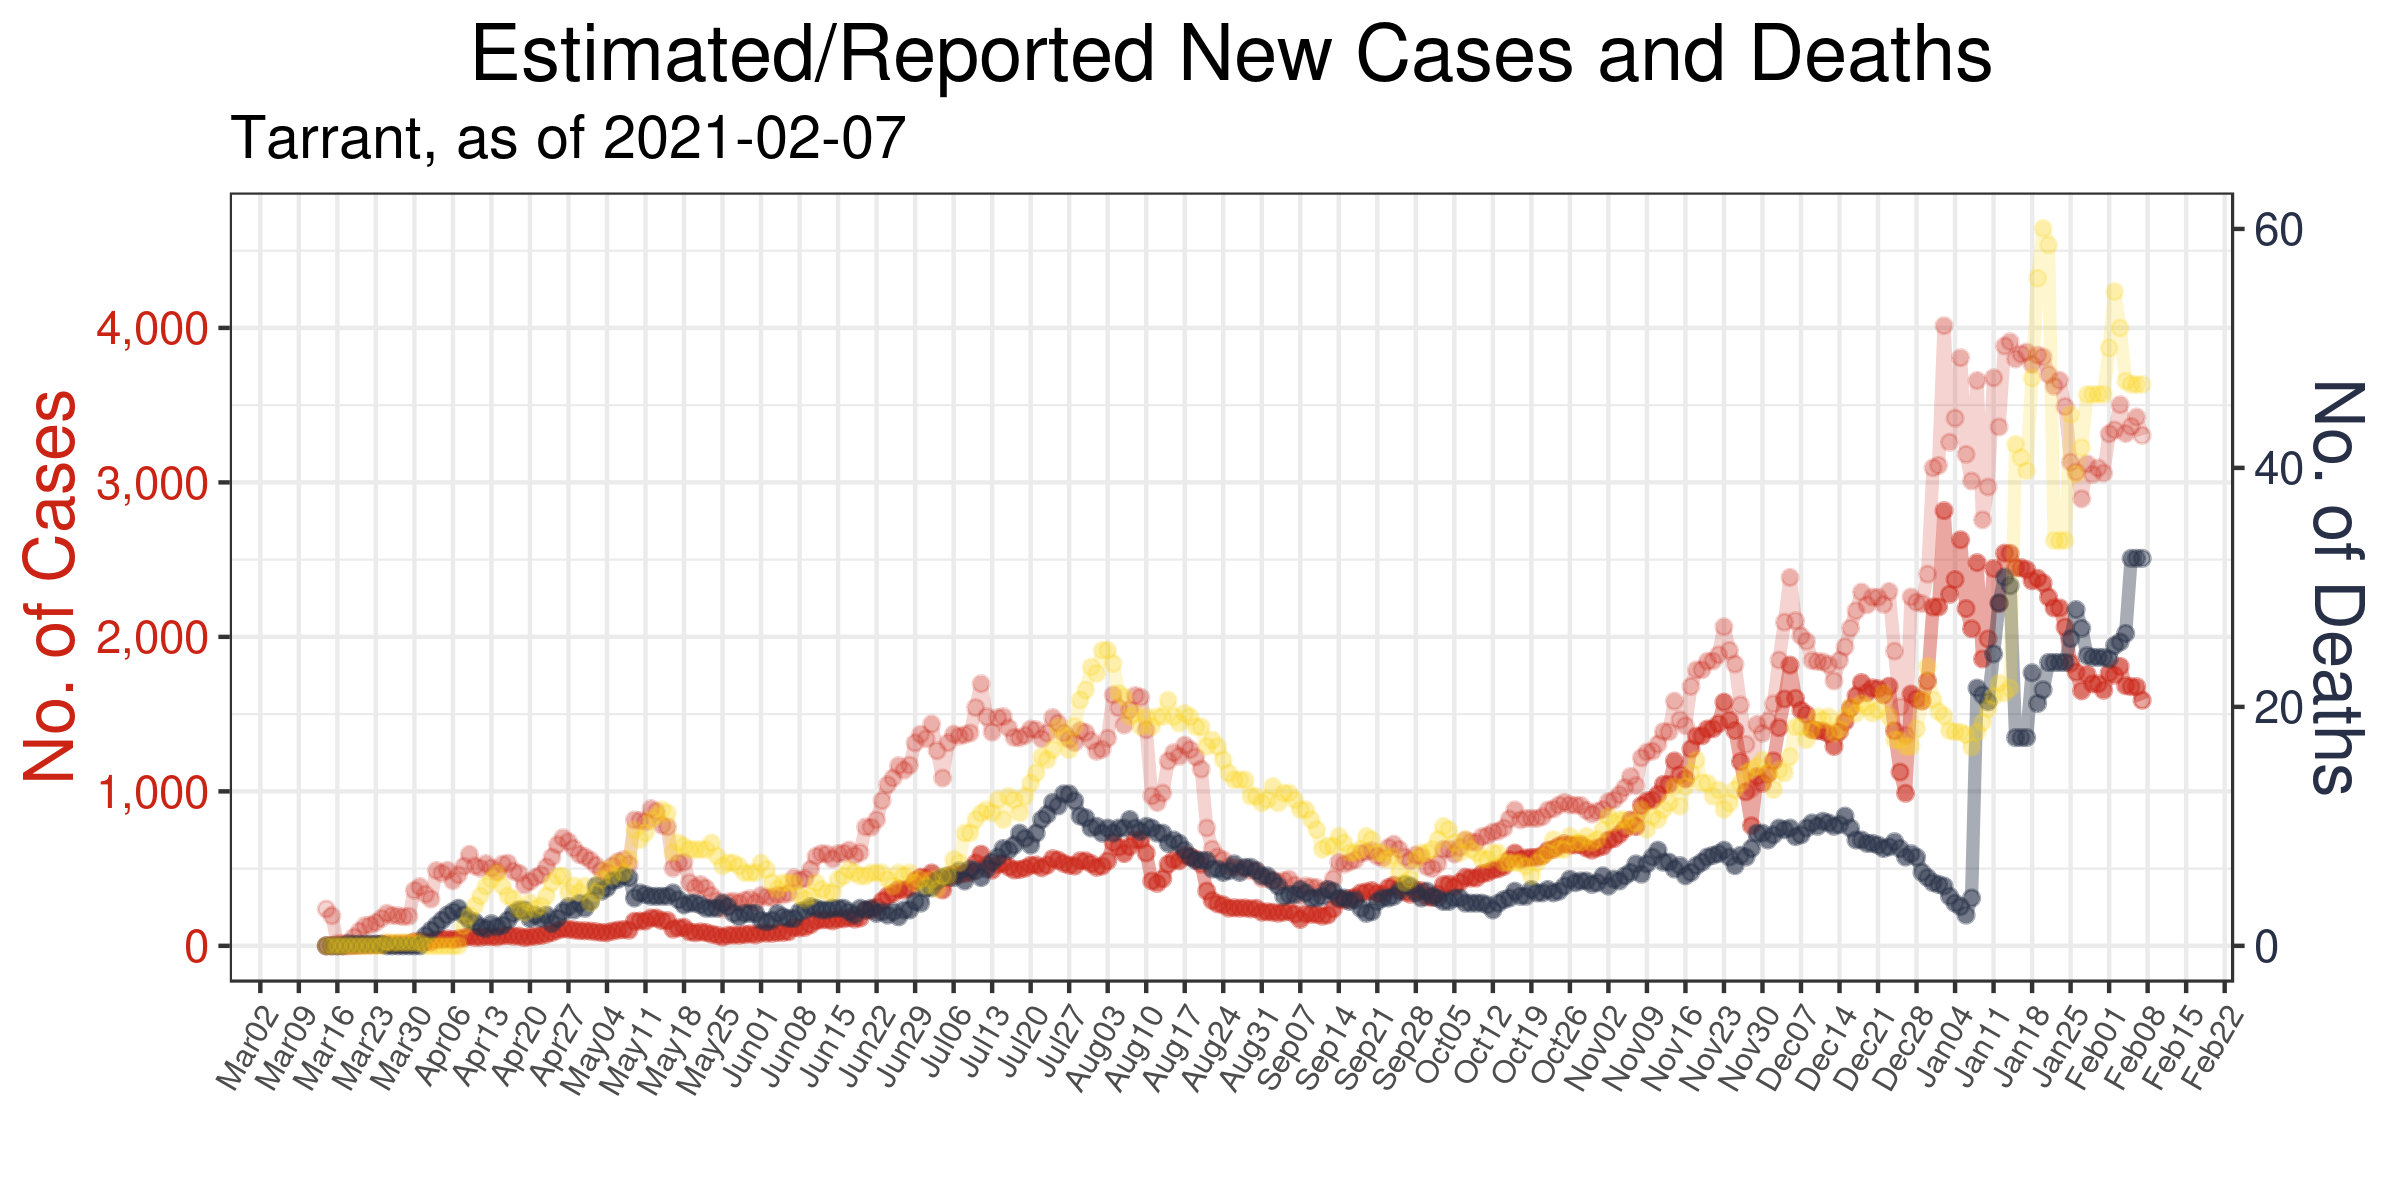 Estimated/Reported New Cases and Deaths
Tarrant, as of 2021-02-07
No. of Cases
4,000
3,000
2,000
1,000
0
No. of Deaths
60
40
20
0
Mar02 Mar09 Mar16 Mar23 Mar30 Apr06 Apr13 Apr20 Apr27 May04 May11 May18 May25 Jun01 Jun08 Jun15 Jun22 Jun29 Jul06 Jul13 Jul20 Jul27 Aug03 Aug10 Aug17 Aug24 Aug31 Sep07 Sep14 Sep21 Sep28 Oct05 Oct12 Oct19 Oct26 Nov02 Nov09 Nov16 Nov23 Nov30 Dec07 Dec14 Dec21 Dec28 Jan04 Jan11 Jan18 Jan25 Feb01 Feb08 Feb15 Feb22